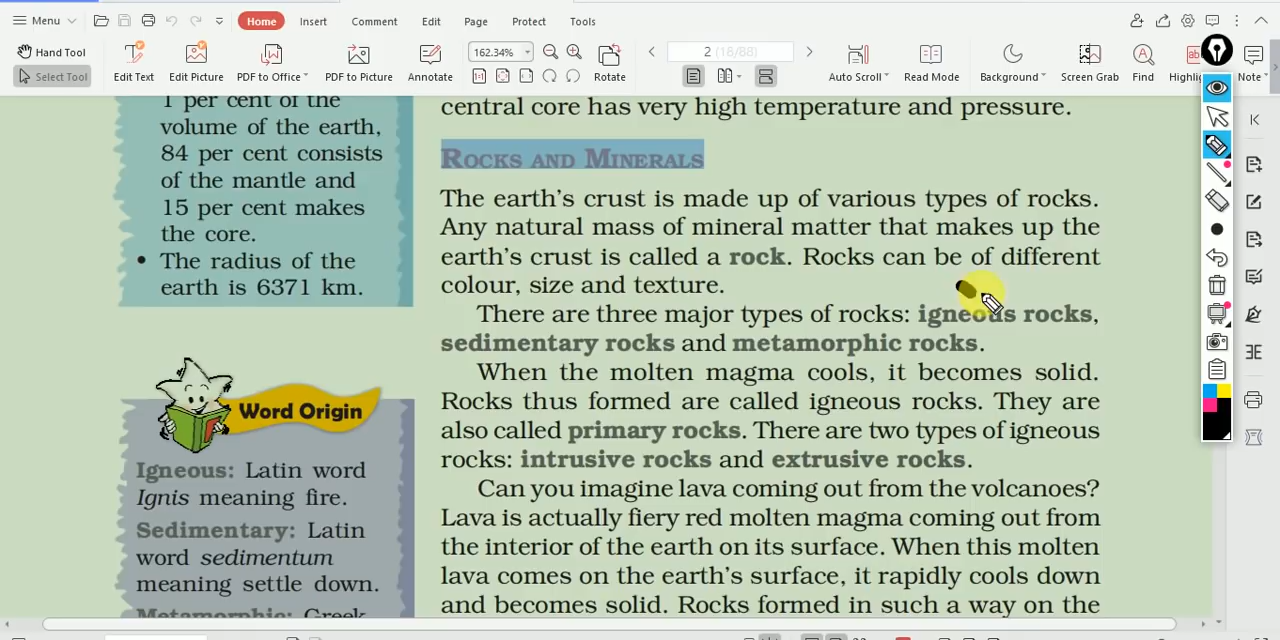 Menu
Home
Insert
Comment
Edit
Page
Protect
Tools
Hand Tool
Select Tool
Edit Text
Edit Picture
PDF to Office
PDF to Picture
Annotate
162.34%
Rotate
2 (18/88)
Auto Scroll
Read Mode
Background
Screen Grab
Find
Highlig
Note
1 per cent of the
volume of the earth,
84 per cent consists
of the mantle and
15 per cent makes
the core.
• The radius of the
earth is 6371 km.
Word Origin
Igneous: Latin word
Ignis meaning fire.
Sedimentary: Latin
word sedimentum
meaning settle down.
Metamorphic: Greek
central core has very high temperature and pressure.
ROCKS AND MINERALS
The earth's crust is made up of various types of rocks.
Any natural mass of mineral matter that makes up the
earth's crust is called a rock. Rocks can be of different
colour, size and texture.
There are three major types of rocks: igneous rocks,
sedimentary rocks and metamorphic rocks.
When the molten magma cools, it becomes solid.
Rocks thus formed are called igneous rocks. They are
also called primary rocks. There are two types of igneous
rocks: intrusive rocks and extrusive rocks.
Can you imagine lava coming out from the volcanoes?
Lava is actually fiery red molten magma coming out from
the interior of the earth on its surface. When this molten
lava comes on the earth's surface, it rapidly cools down
and becomes solid. Rocks formed in such a way on the